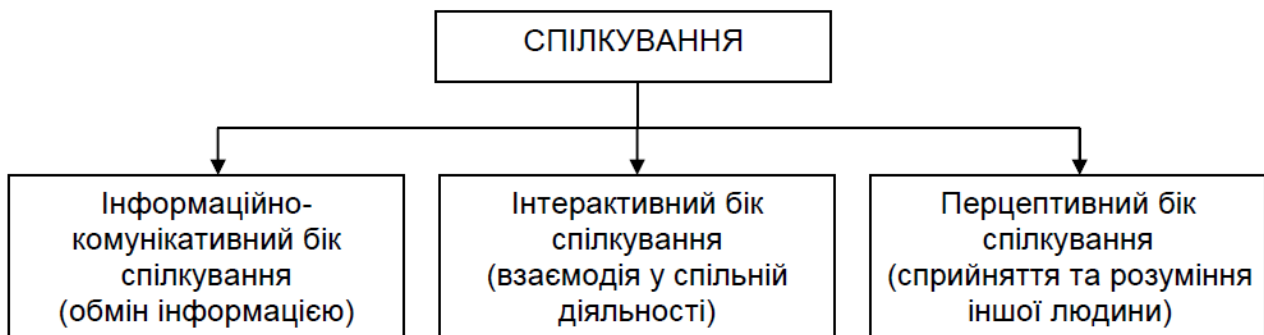 СПІЛКУВАННЯ
Інформаційно-
комунікативний бік
спілкування
(обмін інформацією)
Інтерактивний бік
спілкування
(взаємодія у спільній
діяльності)
Перцептивний бік
спілкування
(сприйняття та розуміння
іншої людини)